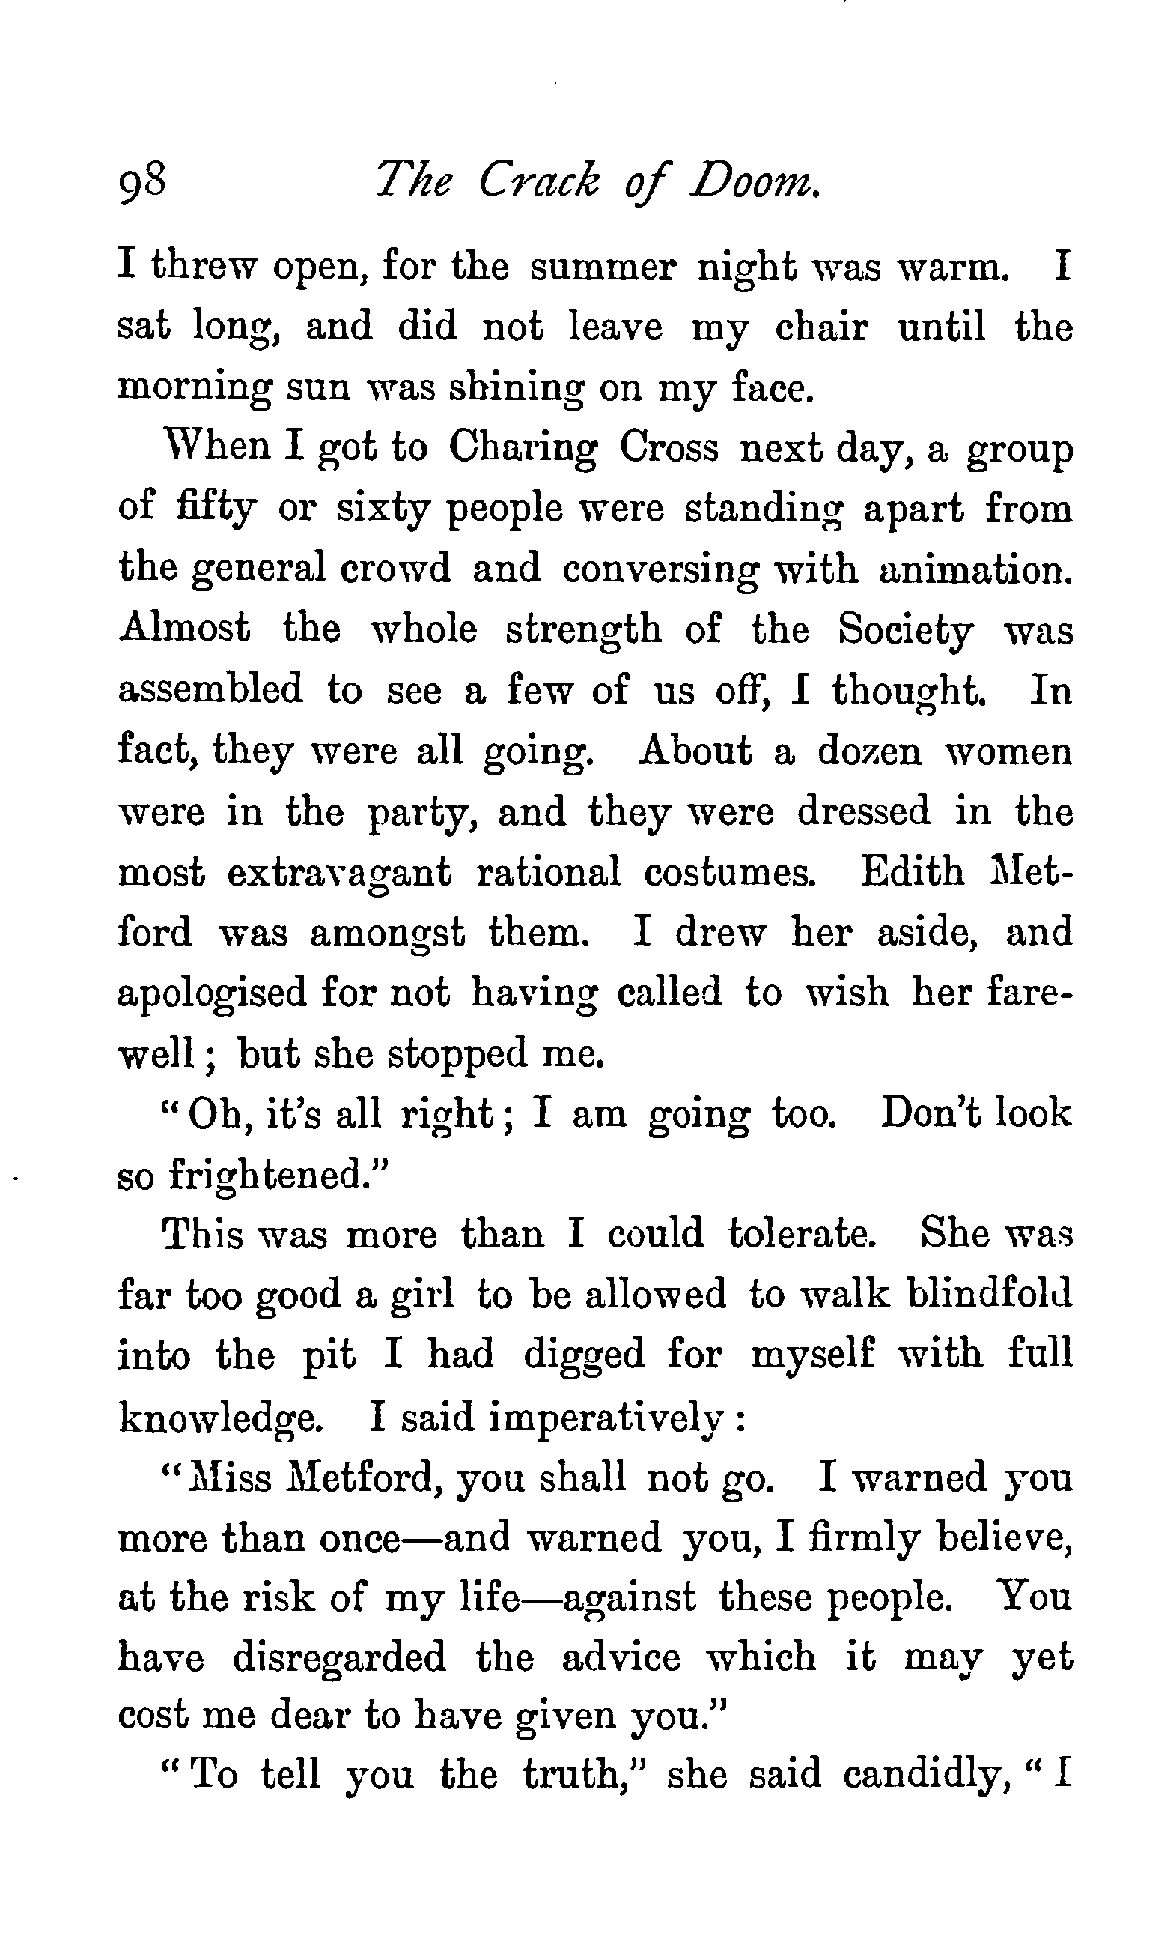 98 The Crack of Doom.
I threw open, for the summer night was warm. I
sat long, and did not leave my chair until the
morning sun was shining on my face.
When I got to Charing Cross next day, a group
of fifty or sixty people were standing apart from
the general crowd and conversing with animation.
Almost the whole strength of the Society was
assembled to see a few of us off, I thought. In
fact, they were all going. About a dozen women
were in the party, and they were dressed in the
most extravagant rational costumes. Edith Met-
ford was amongst them. I drew her aside, and
apologised for not having called to wish her fare-
well ; but she stopped me.
“ Oh, it’s all right ; I am going too. Don’t look
so frightened.”
This was more than I could tolerate. She was
far too good a girl to be allowed to walk blindfold
into the pit I had digged for myself with full
knowledge. I said imperatively :
“ Miss Metford, you shall not go. I warned you
more than once—and warned you, I firmly believe,
at the risk of my life—against these people. You
have disregarded the advice which it may yet
cost me dear to have given you.”
“ To tell you the truth,” she said candidly, “ I